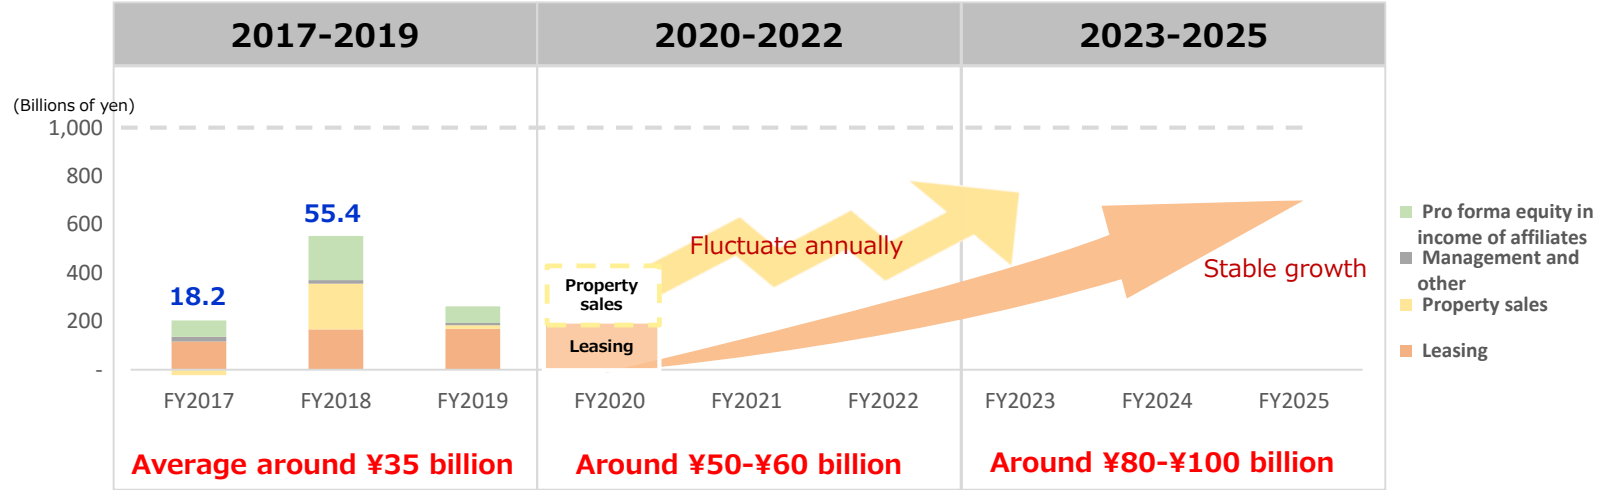 2017-2019
2020-2022
2023-2025
(Billions of yen)
1,000
800
600
400
200
-
18.2
55.4
Property
sales
Leasing
Fluctuate annually
Stable growth
FY2017
FY2018
FY2019
FY2020
FY2021
FY2022
FY2023
FY2024
FY2025
Pro forma equity in
income of affiliates
Management and
other
Property sales
Leasing
Average around ¥35 billion
Around ¥50-¥60 billion
Around ¥80-¥100 billion